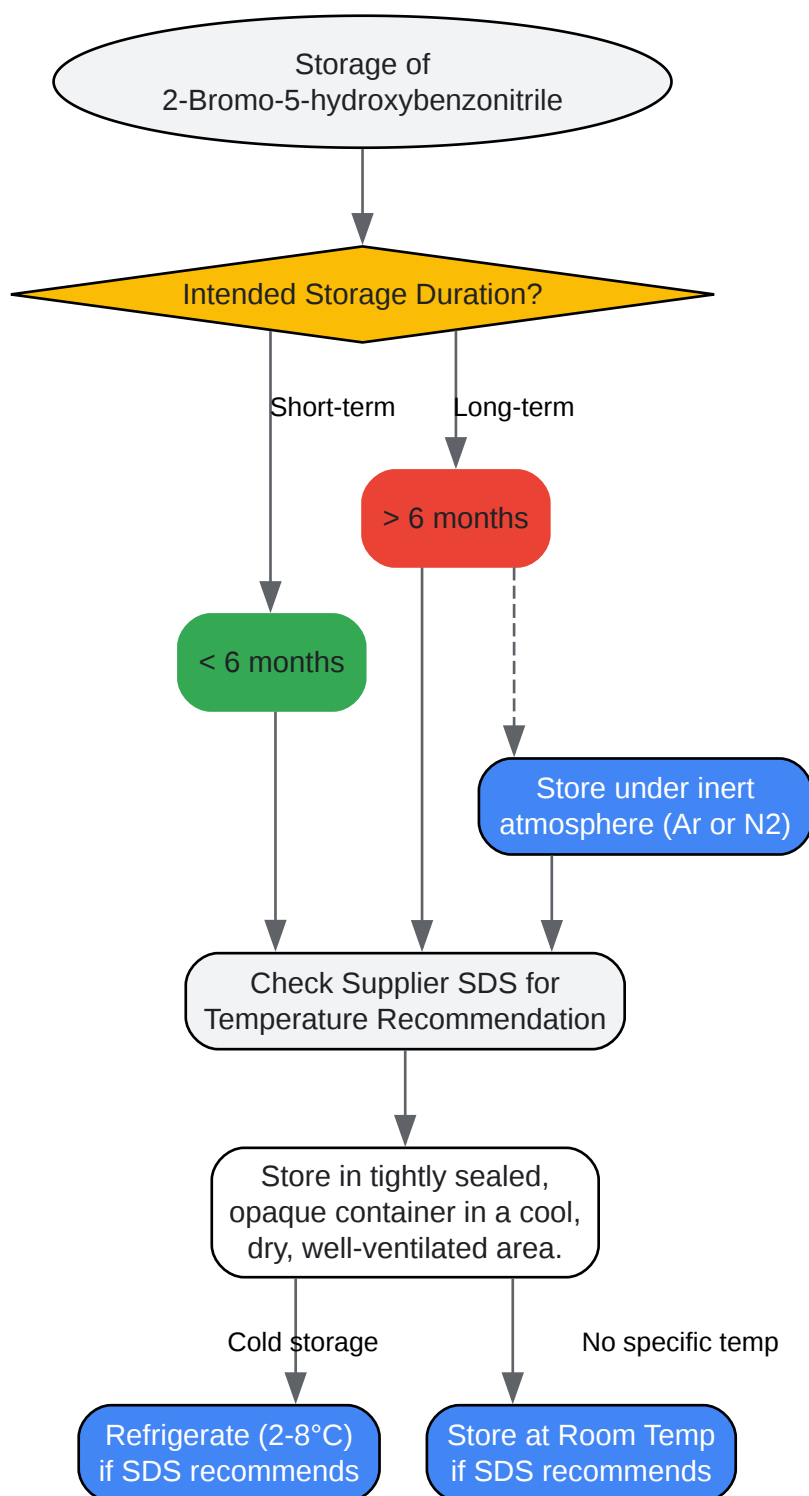 Storage of
2-Bromo-5-hydroxybenzonitrile
Intended Storage Duration?
Short-term
Long-term
> 6 months
< 6 months
Store under inert
atmosphere (Ar or N2)
Check Supplier SDS for
Temperature Recommendation
Store in tightly sealed,
opaque container in a cool,
dry, well-ventilated area.
Cold storage
No specific temp
Refrigerate (2-8°C)
if SDS recommends
Store at Room Temp
if SDS recommends